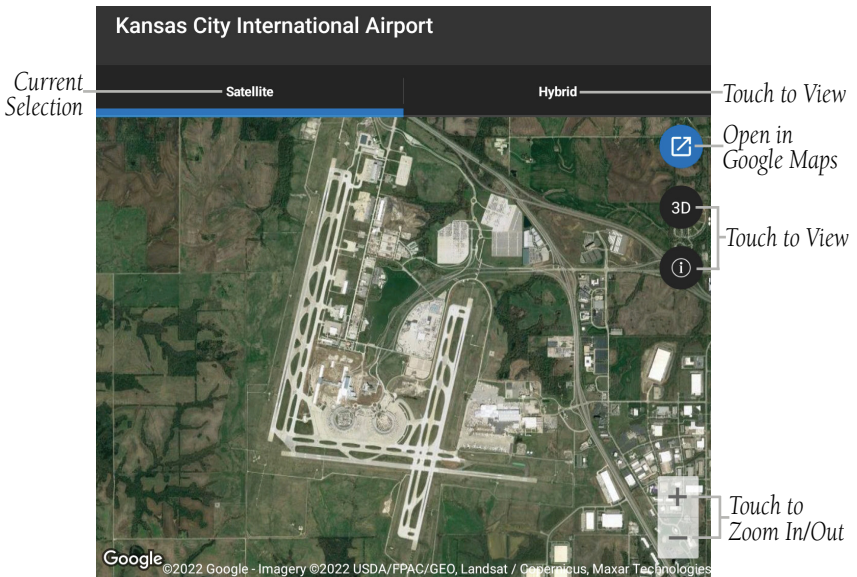 Kansas City International Airport
Current
Selection
Satellite
Hybrid
Touch to View
Open in
Google Maps
3D
i
Touch to View
+
−
Touch to
Zoom In/Out
Google
©2022 Google - Imagery ©2022 USDA/FPAC/GEO, Landsat / Copernicus, Maxar Technologies